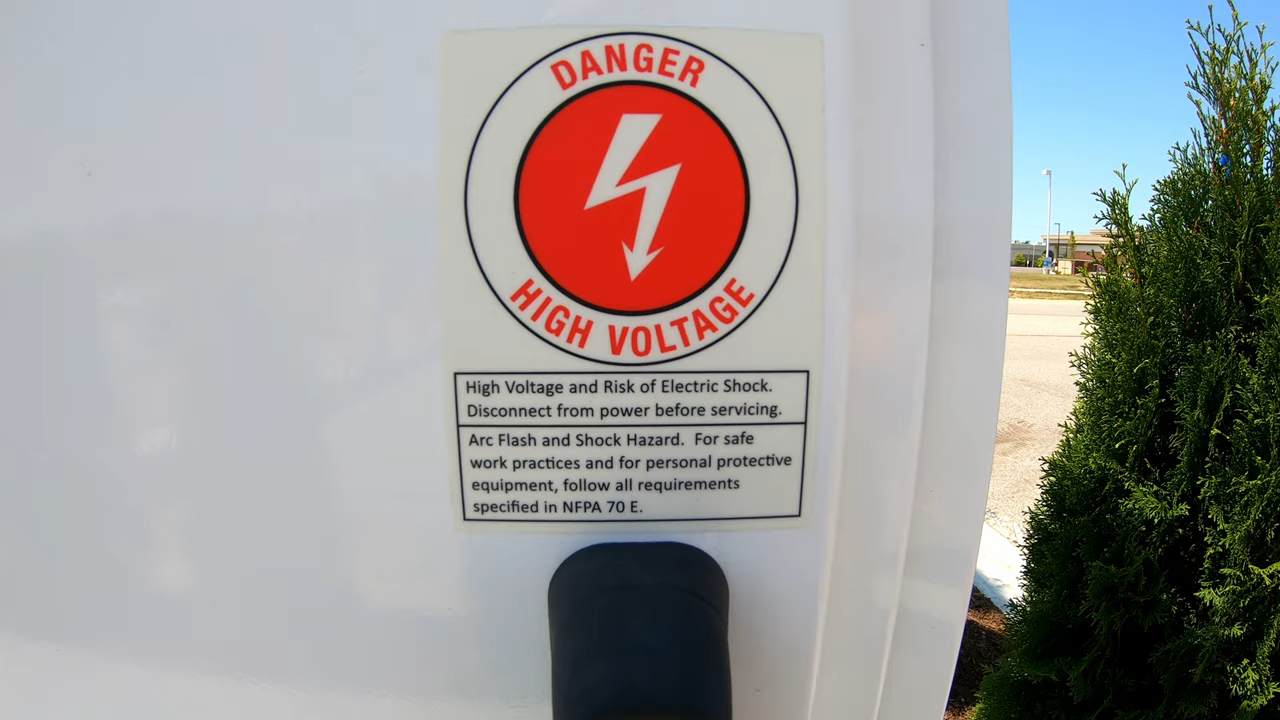 DANGER
HIGH VOLTAGE
High Voltage and Risk of Electric Shock.
Disconnect from power before servicing.
Arc Flash and Shock Hazard.  For safe
work practices and for personal protective
equipment, follow all requirements
specified in NFPA 70 E.